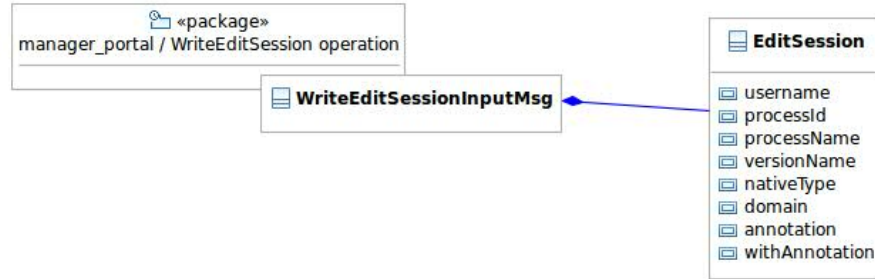 «package»
manager_portal / WriteEditSession operation
WriteEditSessionInputMsg
EditSession
username
processId
processName
versionName
nativeType
domain
annotation
withAnnotation